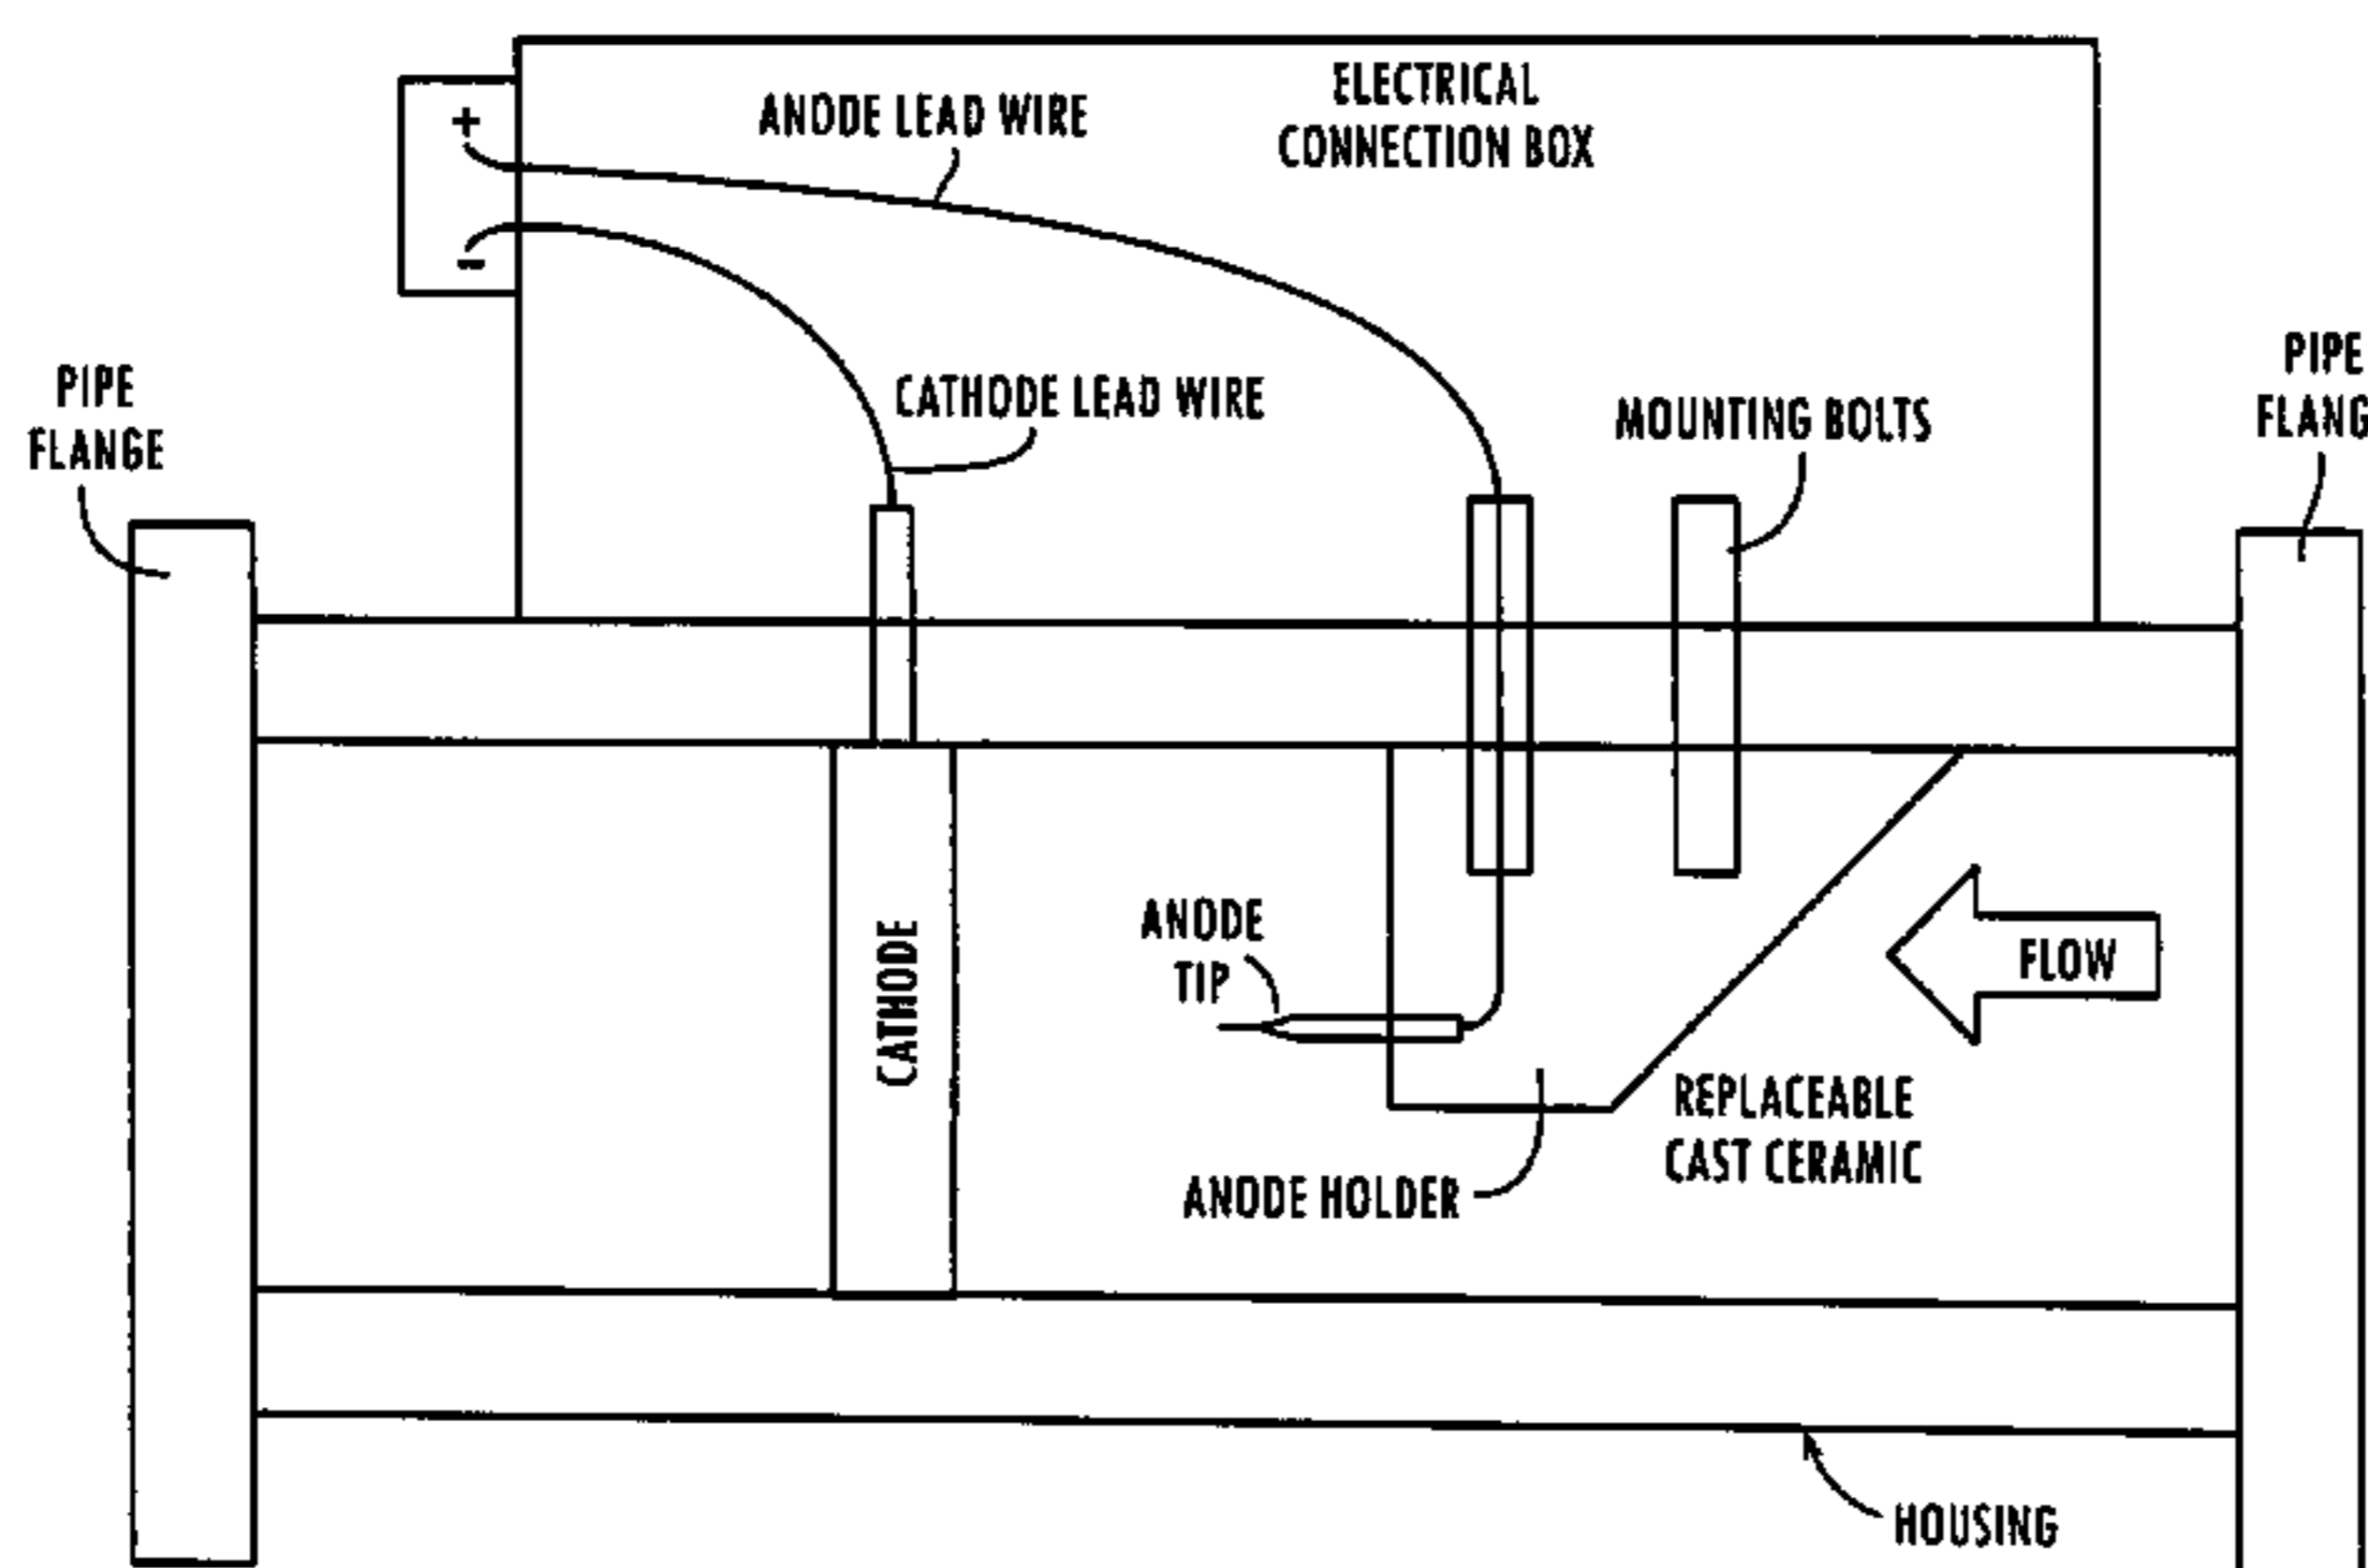 ELECTRICAL
CONNECTION BOX
ANODE LEAD WIRE
+
-
CATHODE LEAD WIRE
PIPE
FLANGE
MOUNTING BOLTS
PIPE
FLANG
ANODE
TIP
CATHODE
FLOW
REPLACEABLE
CAST CERAMIC
ANODE HOLDER
HOUSING